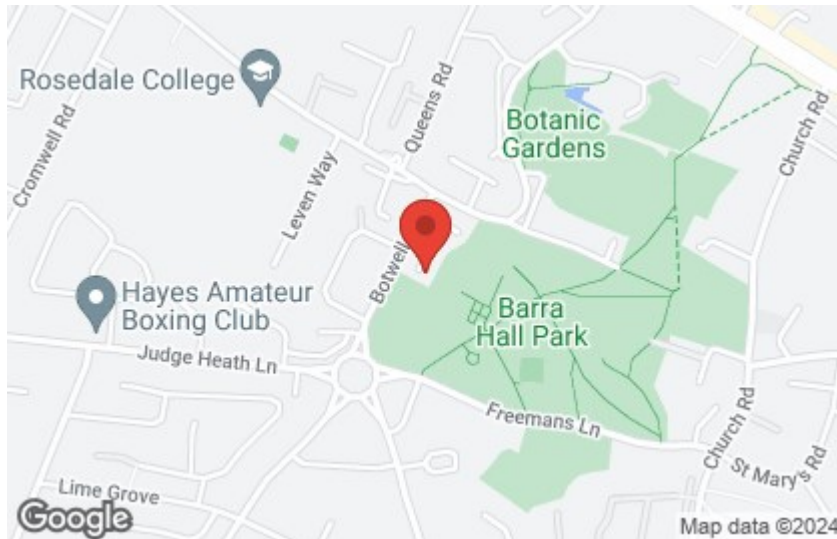 Rosedale College
Cromwell Rd
Queens Rd
Leven Way
Botanic
Gardens
Church Rd
Botwell
Hayes Amateur
Boxing Club
Barra
Hall Park
Judge Heath Ln
Freemans Ln
Church Rd
St Mary's Rd
Lime Grove
Google
Map data ©2024